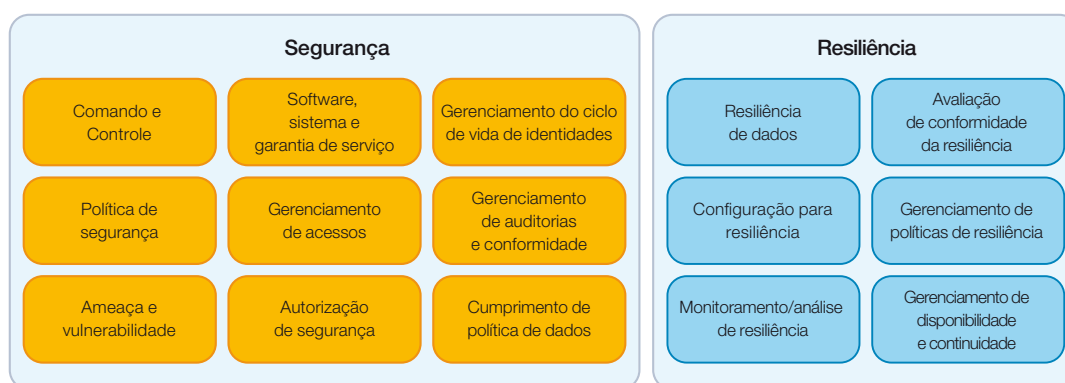 Segurança
Comando e
Controle
Software,
sistema e
garantia de serviço
Gerenciamento do ciclo
de vida de identidades
Política de
segurança
Gerenciamento
de acessos
Gerenciamento
de auditorias
e conformidade
Ameaça e
vulnerabilidade
Autorização
de segurança
Cumprimento de
política de dados
Resiliência
Resiliência
de dados
Avaliação
de conformidade
da resiliência
Configuração para
resiliência
Gerenciamento de
políticas de resiliência
Monitoramento/análise
de resiliência
Gerenciamento de
disponibilidade
e continuidade